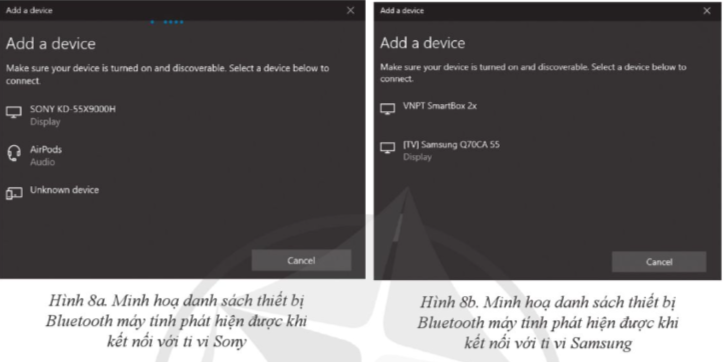 Add a device
Add a device
Make sure your device is turned on and discoverable. Select a device below to
connect.
SONY KD-55X9000H
Display
AirPods
Audio
Unknown device
Cancel
Hình 8a. Minh hoạ danh sách thiết bị
Bluetooth máy tính phát hiện được khi
kết nối với ti vi Sony
Add a device
Add a device
Make sure your device is turned on and discoverable. Select a device below to
connect.
VNPT SmartBox 2x
[TV] Samsung Q70CA 55
Display
Cancel
Hình 8b. Minh hoạ danh sách thiết bị
Bluetooth máy tính phát hiện được khi
kết nối với ti vi Samsung